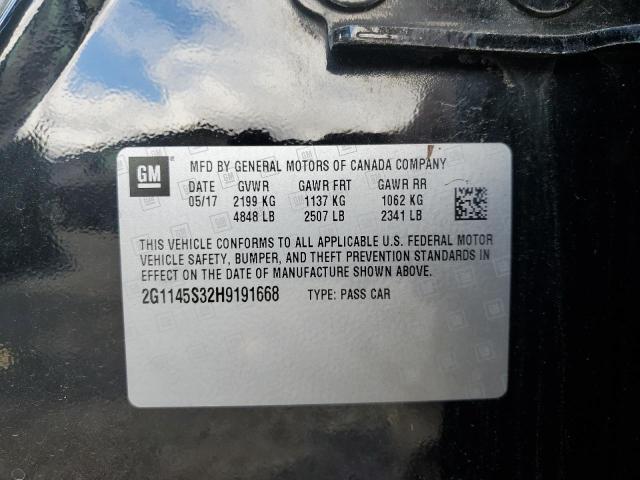 GM
MFD BY GENERAL MOTORS OF CANADA COMPANY
DATE GVWR GAWR FRT GAWR RR
05/17 2199 KG 1137 KG 1062 KG
4848 LB 2507 LB 2341 LB
THIS VEHICLE CONFORMS TO ALL APPLICABLE U.S. FEDERAL MOTOR
VEHICLE SAFETY, BUMPER, AND THEFT PREVENTION STANDARDS IN
EFFECT ON THE DATE OF MANUFACTURE SHOWN ABOVE.
2G1145S32H9191668 TYPE: PASS CAR